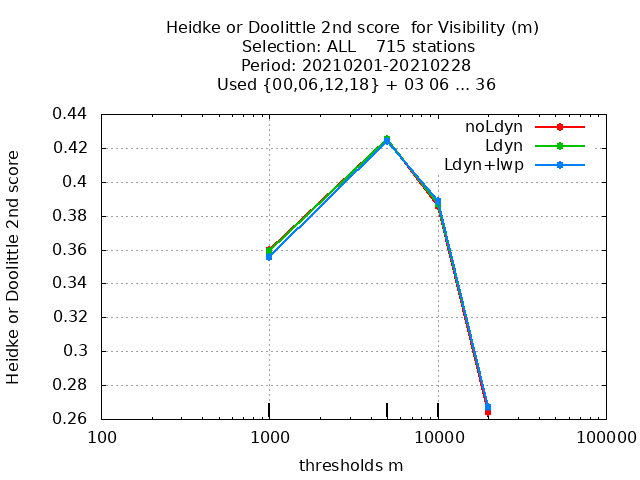 Heidke or Doolittle 2nd score  for Visibility (m)
Selection: ALL    715 stations
Period: 20210201-20210228
Used {00,06,12,18} + 03 06 ... 36
noLdyn
Ldyn
Ldyn+lwp
Heidke or Doolittle 2nd score
0.44
0.42
0.4
0.38
0.36
0.34
0.32
0.3
0.28
0.26
100 1000 10000 100000
thresholds m